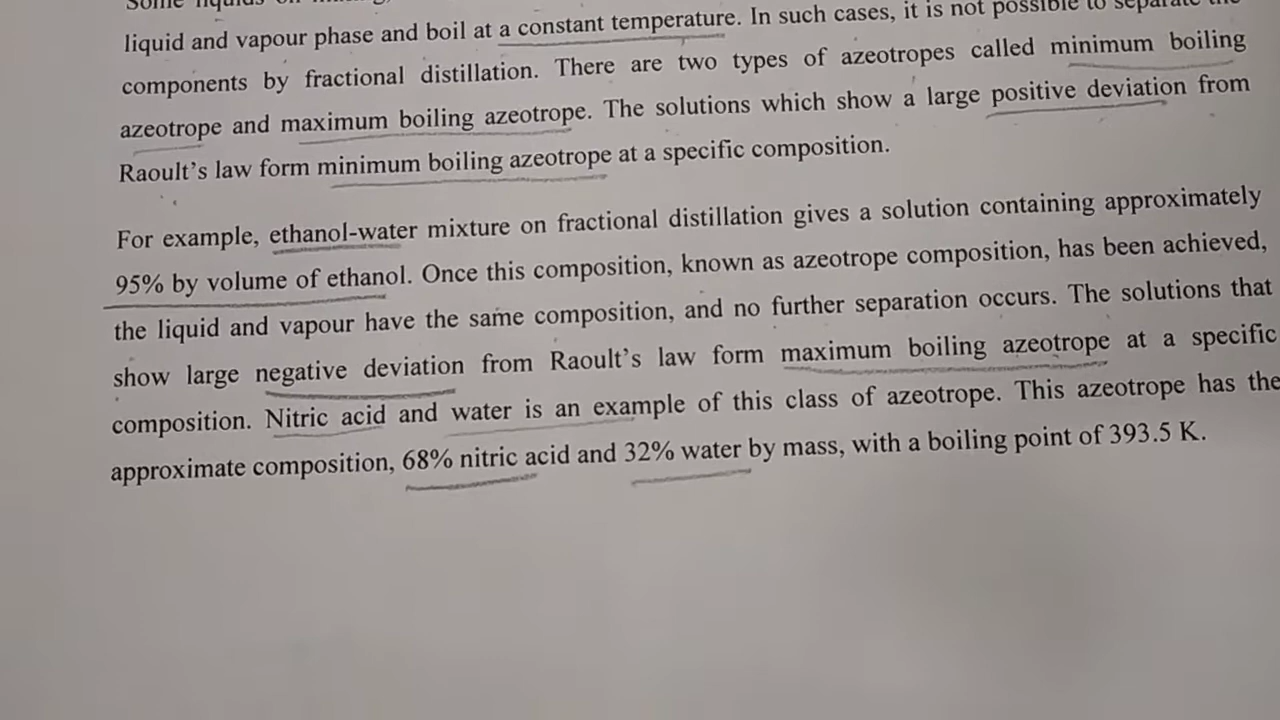 Some liquids on mixing,
liquid and vapour phase and boil at a constant temperature. In such cases, it is not possible to separate the
components by fractional distillation. There are two types of azeotropes called minimum boiling
azeotrope and maximum boiling azeotrope. The solutions which show a large positive deviation from
Raoult's law form minimum boiling azeotrope at a specific composition.
For example, ethanol-water mixture on fractional distillation gives a solution containing approximately
95% by volume of ethanol. Once this composition, known as azeotrope composition, has been achieved,
the liquid and vapour have the same composition, and no further separation occurs. The solutions that
show large negative deviation from Raoult's law form maximum boiling azeotrope at a specific
composition. Nitric acid and water is an example of this class of azeotrope. This azeotrope has the
approximate composition, 68% nitric acid and 32% water by mass, with a boiling point of 393.5 K.